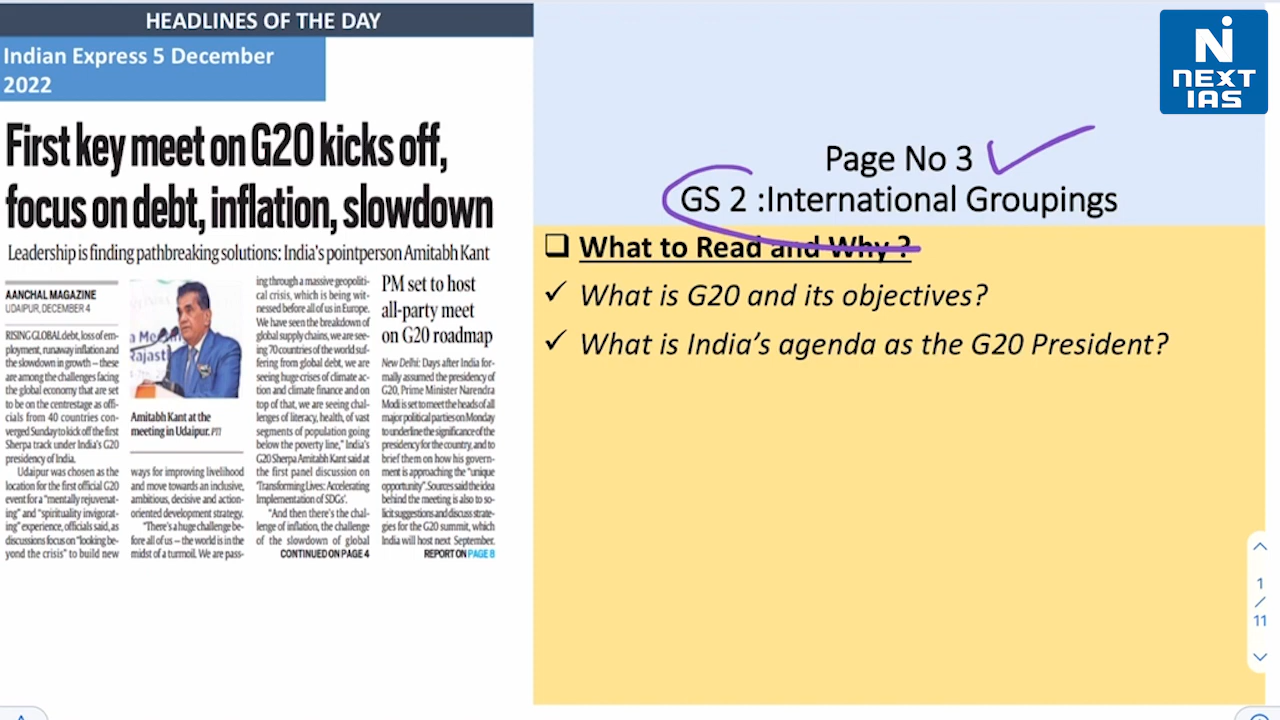 HEADLINES OF THE DAY
Indian Express 5 December
2022
First key meet on G20 kicks off,
focus on debt, inflation, slowdown
Leadership is finding pathbreaking solutions: India's pointperson Amitabh Kant
AANCHAL MAGAZINE
UDAIPUR, DECEMBER 4
RISING GLOBAL debt, loss of em-
ployment, runaway inflation and
the slowdown in growth – these
are among the challenges facing
the global economy that are set
to be on the centrestage as offi-
cials from 40 countries con-
verged Sunday to kick off the first
Sherpa track under India's G20
presidency of India.
Udaipur was chosen as the
location for the first official G20
event for a "mentally rejuvenat-
ing" and "spirituality invigorat-
ing" experience, officials said, as
discussions focus on "looking be-
yond the crisis" to build new
Amitabh Kant at the
meeting in Udaipur. PTI
ways for improving livelihood
and move towards an inclusive,
ambitious, decisive and action-
oriented development strategy.
"There's a huge challenge be-
fore all of us – the world is in the
midst of a turmoil. We are pass-
ing through a massive geopoliti-
cal crisis, which is being wit-
nessed before all of us in Europe.
We have seen the breakdown of
global supply chains, we are see-
ing 70 countries of the world suf-
fering from global debt, we are
seeing huge crises of climate ac-
tion and climate finance and on
top of that, we are seeing chal-
lenges of literacy, health, of vast
segments of population going
below the poverty line," India's
G20 Sherpa Amitabh Kant said at
the first panel discussion on
'Transforming Lives: Accelerating
Implementation of SDGs'.
"And then there's the chal-
lenge of inflation, the challenge
of the slowdown of global
CONTINUED ON PAGE 4
PM set to host
all-party meet
on G20 roadmap
New Delhi: Days after India for-
mally assumed the presidency of
G20, Prime Minister Narendra
Modi is set to meet the heads of all
major political parties on Monday
to underline the significance of the
presidency for the country, and to
brief them on how his govern-
ment is approaching the "unique
opportunity". Sources said the idea
behind the meeting is also to so-
licit suggestions and discuss strate-
gies for the G20 summit, which
India will host next September.
REPORT ON PAGE 8
NEXT
IAS
Page No 3
GS 2 :International Groupings
What to Read and Why ?
What is G20 and its objectives?
What is India's agenda as the G20 President?
1
/
11